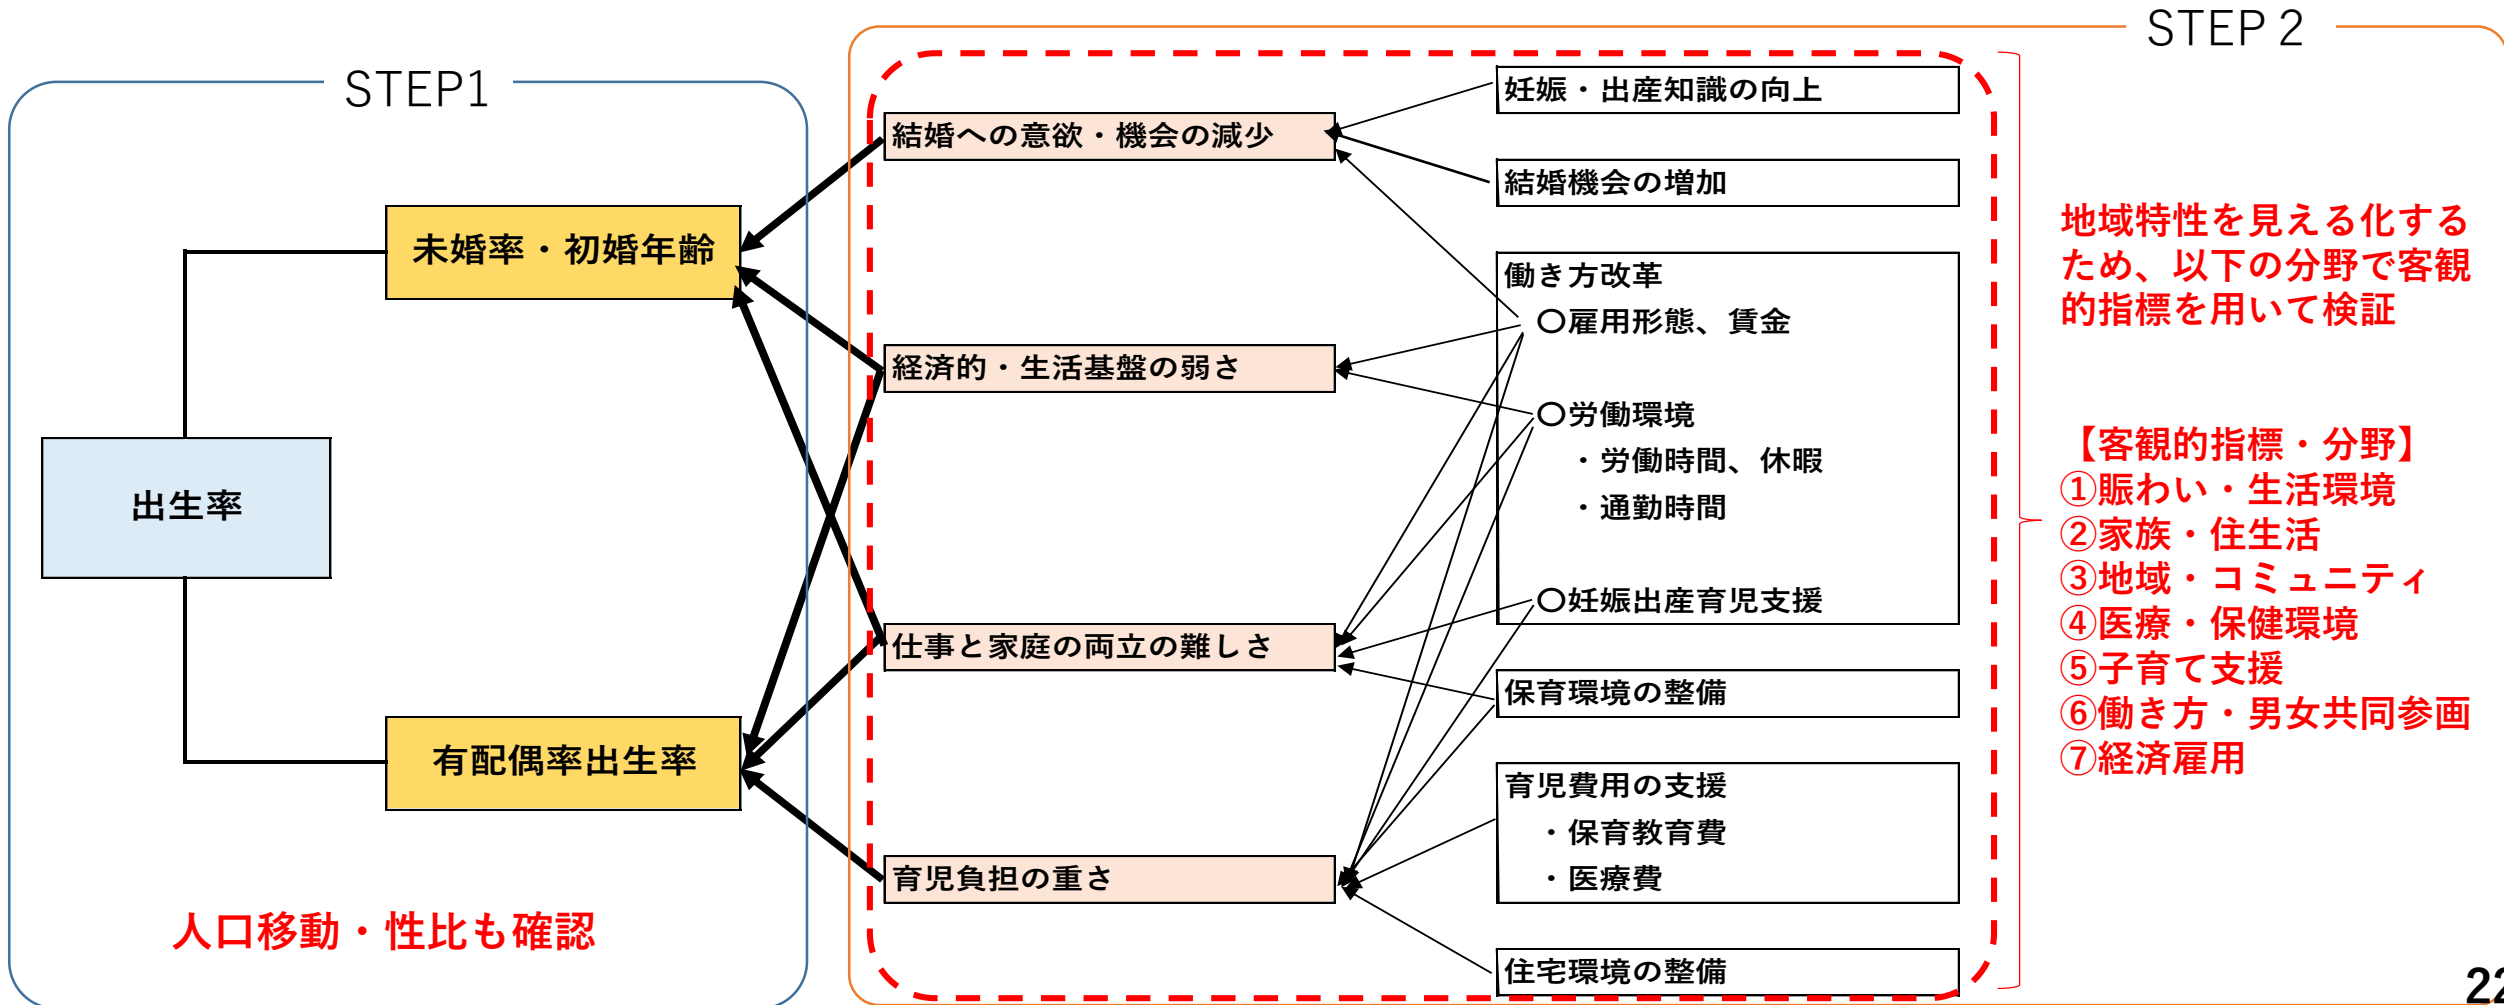 STEP1
未婚率・初婚年齢
出生率
有配偶率出生率
人口移動・性比も確認
STEP２
結婚への意欲・機会の減少
経済的・生活基盤の弱さ
仕事と家庭の両立の難しさ
育児負担の重さ
妊娠・出産知識の向上
結婚機会の増加
働き方改革
〇雇用形態、賃金
〇労働環境
・労働時間、休暇
・通勤時間
〇妊娠出産育児支援
保育環境の整備
育児費用の支援
・保育教育費
・医療費
住宅環境の整備
地域特性を見える化する
ため、以下の分野で客観
的指標を用いて検証
【客観的指標・分野】
①賑わい・生活環境
②家族・住生活
③地域・コミュニティ
④医療・保健環境
⑤子育て支援
⑥働き方・男女共同参画
⑦経済雇用
22